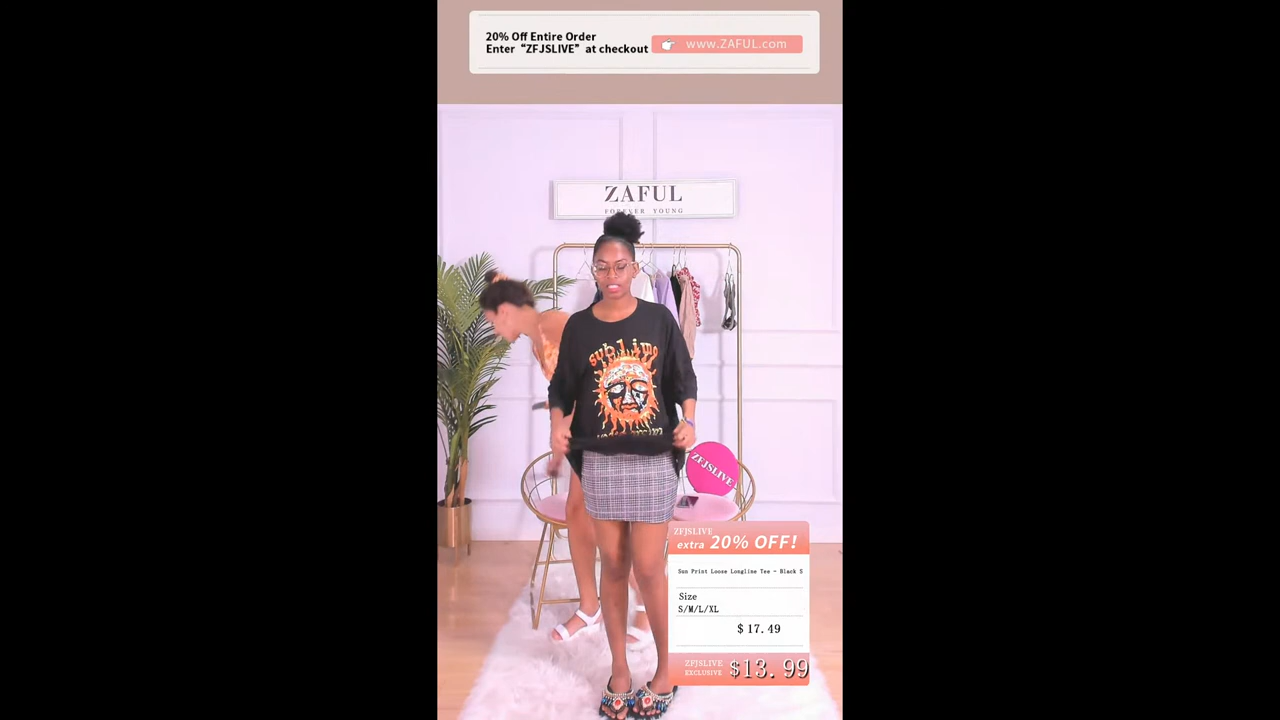 20% Off Entire Order
Enter “ZFJSLIVE” at checkout
www.ZAFUL.com
ZAFUL
FOREVER YOUNG
sublime
ZFJSLIVE
ZFJSLIVE
extra 20% OFF!
Sun Print Loose Longline Tee - Black S
Size
S/M/L/XL
$17.49
ZFJSLIVE
EXCLUSIVE
$13.99